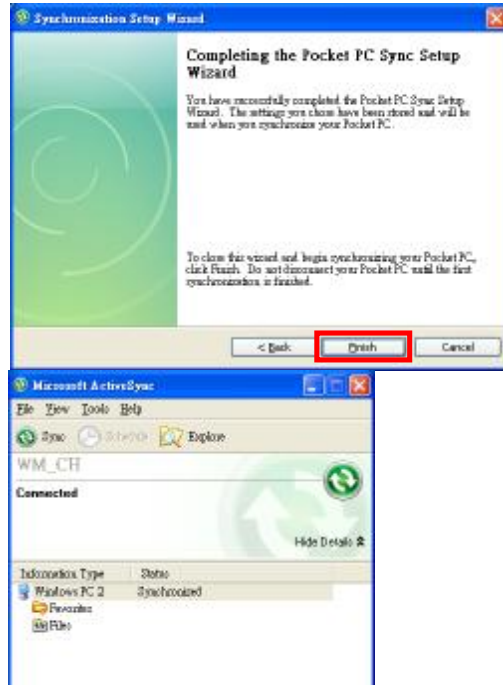 Synchronization Setup Wizard
Completing the Pocket PC Sync Setup
Wizard
You have successfully completed the Pocket PC Sync Setup
Wizard. The settings you chose have been stored and will be
used when you synchronize your Pocket PC.
To close this wizard and begin synchronizing your Pocket PC,
click Finish. Do not disconnect your Pocket PC until the first
synchronization is finished.
< Back Finish Cancel
Microsoft ActiveSync
File View Tools Help
Sync Schedule Explore
WM_CH
Connected
Hide Details
Information Type Status
Windows PC 2 Synchronized
Favorites
Files